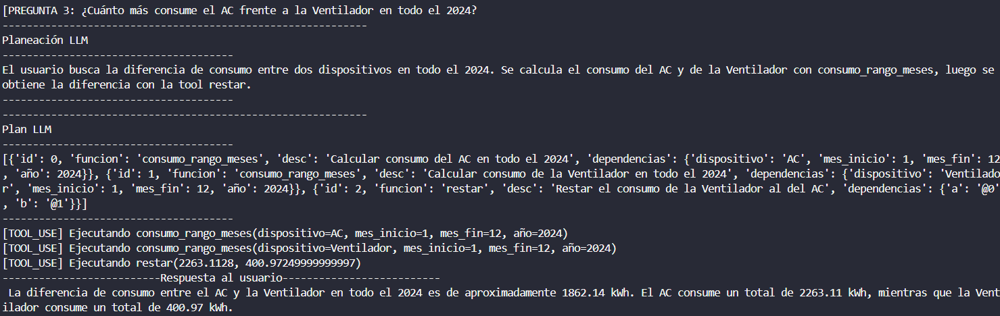 [PREGUNTA 3: ¿Cuánto más consume el AC frente a la Ventilador en todo el 2024?
------------------------------------------------------------
Planeación LLM
--------------------------------------
El usuario busca la diferencia de consumo entre dos dispositivos en todo el 2024. Se calcula el consumo del AC y de la Ventilador con consumo_rango_meses, luego se
obtiene la diferencia con la tool restar.
--------------------------------------
------------------------------------------------------------
Plan LLM
--------------------------------------
[{'id': 0, 'funcion': 'consumo_rango_meses', 'desc': 'Calcular consumo del AC en todo el 2024', 'dependencias': {'dispositivo': 'AC', 'mes_inicio': 1, 'mes_fin': 12
, 'año': 2024}}, {'id': 1, 'funcion': 'consumo_rango_meses', 'desc': 'Calcular consumo de la Ventilador en todo el 2024', 'dependencias': {'dispositivo': 'Ventilado
r', 'mes_inicio': 1, 'mes_fin': 12, 'año': 2024}}, {'id': 2, 'funcion': 'restar', 'desc': 'Restar el consumo de la Ventilador al del AC', 'dependencias': {'a': '@0'
, 'b': '@1'}}]
--------------------------------------
[TOOL_USE] Ejecutando consumo_rango_meses(dispositivo=AC, mes_inicio=1, mes_fin=12, año=2024)
[TOOL_USE] Ejecutando consumo_rango_meses(dispositivo=Ventilador, mes_inicio=1, mes_fin=12, año=2024)
[TOOL_USE] Ejecutando restar(2263.1128, 400.97249999999997)
--------------------------Respuesta al usuario--------------------------
La diferencia de consumo entre el AC y la Ventilador en todo el 2024 es de aproximadamente 1862.14 kWh. El AC consume un total de 2263.11 kWh, mientras que la Vent
ilador consume un total de 400.97 kWh.